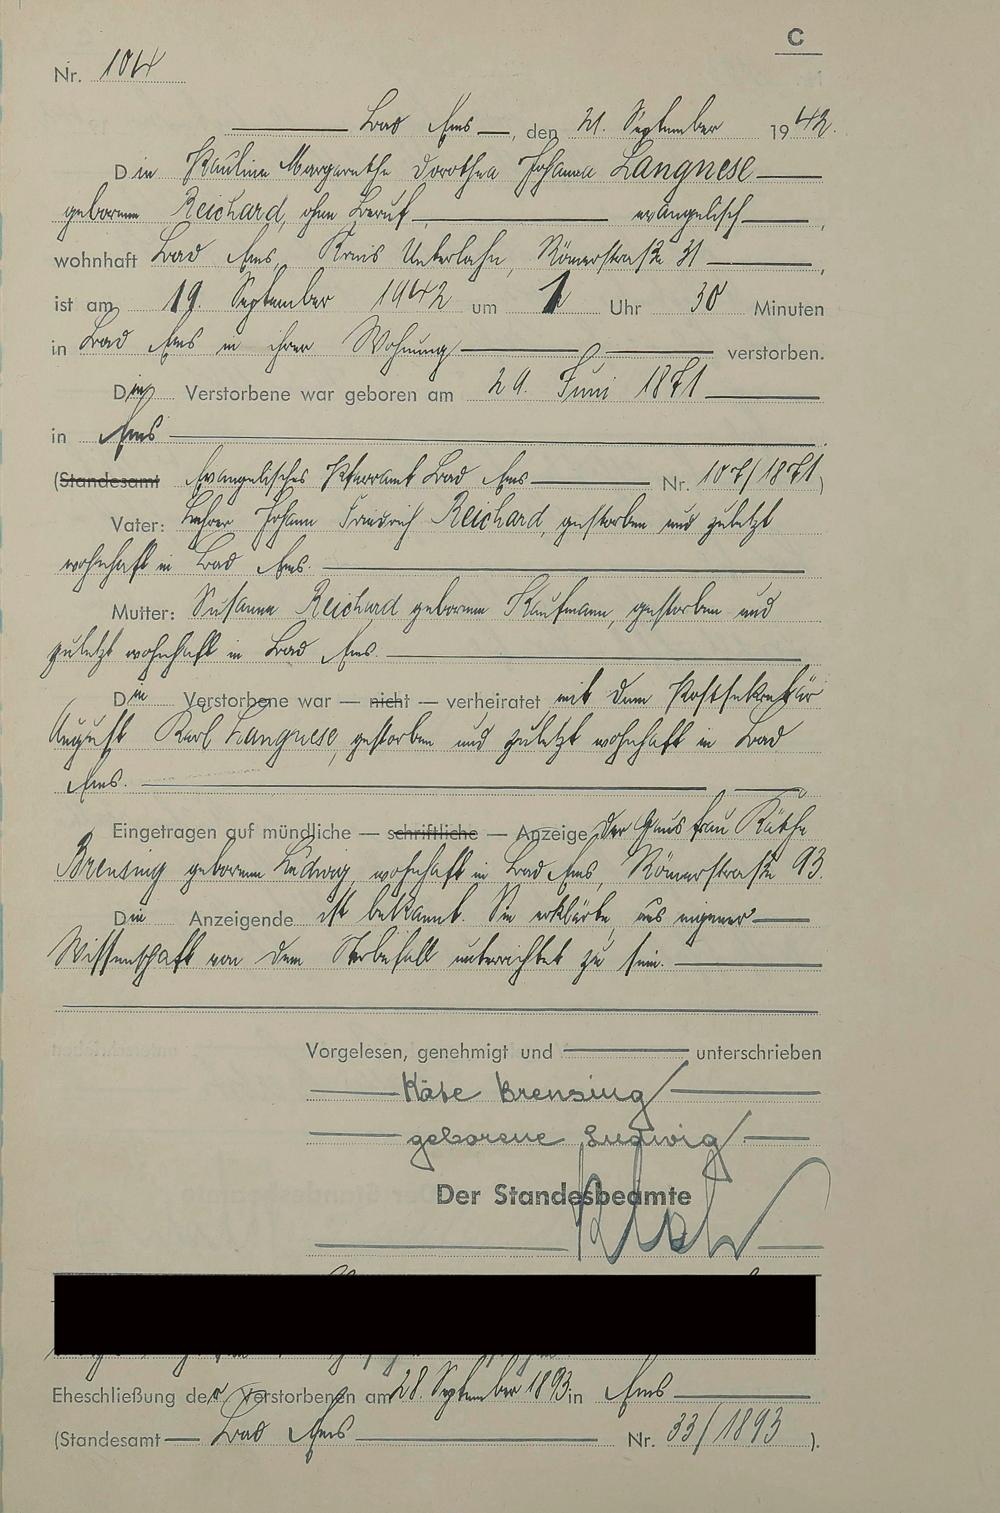 C
Nr. 104
Bad Ems, den 21. September 1942.
Die Pauline Margarethe Dorothea Johanna Langnese
geborene Reichard, ohne Beruf, evangelisch,
wohnhaft Bad Ems, Kreis Unterlahn, Römerstraße 31,
ist am 19. September 1942 um 1 Uhr 30 Minuten
in Bad Ems in ihrer Wohnung verstorben.
Die Verstorbene war geboren am 29. Juni 1871
in Ems.
(Standesamt Evangelisches Pfarramt Bad Ems Nr. 107/1871)
Vater: Lehrer Johann Friedrich Reichard, gestorben und zuletzt
wohnhaft in Bad Ems.
Mutter: Susanna Reichard geborene Kaufmann, gestorben und
zuletzt wohnhaft in Bad Ems.
Die Verstorbene war — nicht — verheiratet mit dem Postsekretär
August Karl Langnese, gestorben und zuletzt wohnhaft in Bad
Ems.
Eingetragen auf mündliche — schriftliche — Anzeige der Hausfrau Käthe
Brensing geborene Ludwig, wohnhaft in Bad Ems, Römerstraße 93.
Die Anzeigende ist bekannt. Sie erklärte, aus eigener
Wissenschaft von dem Sterbefall unterrichtet zu sein.
Vorgelesen, genehmigt und unterschrieben
Käte Brensing
geborene Ludwig
Der Standesbeamte
Eheschließung der Verstorbenen am 28. September 1893 in Ems
(Standesamt Bad Ems Nr. 33/1893).